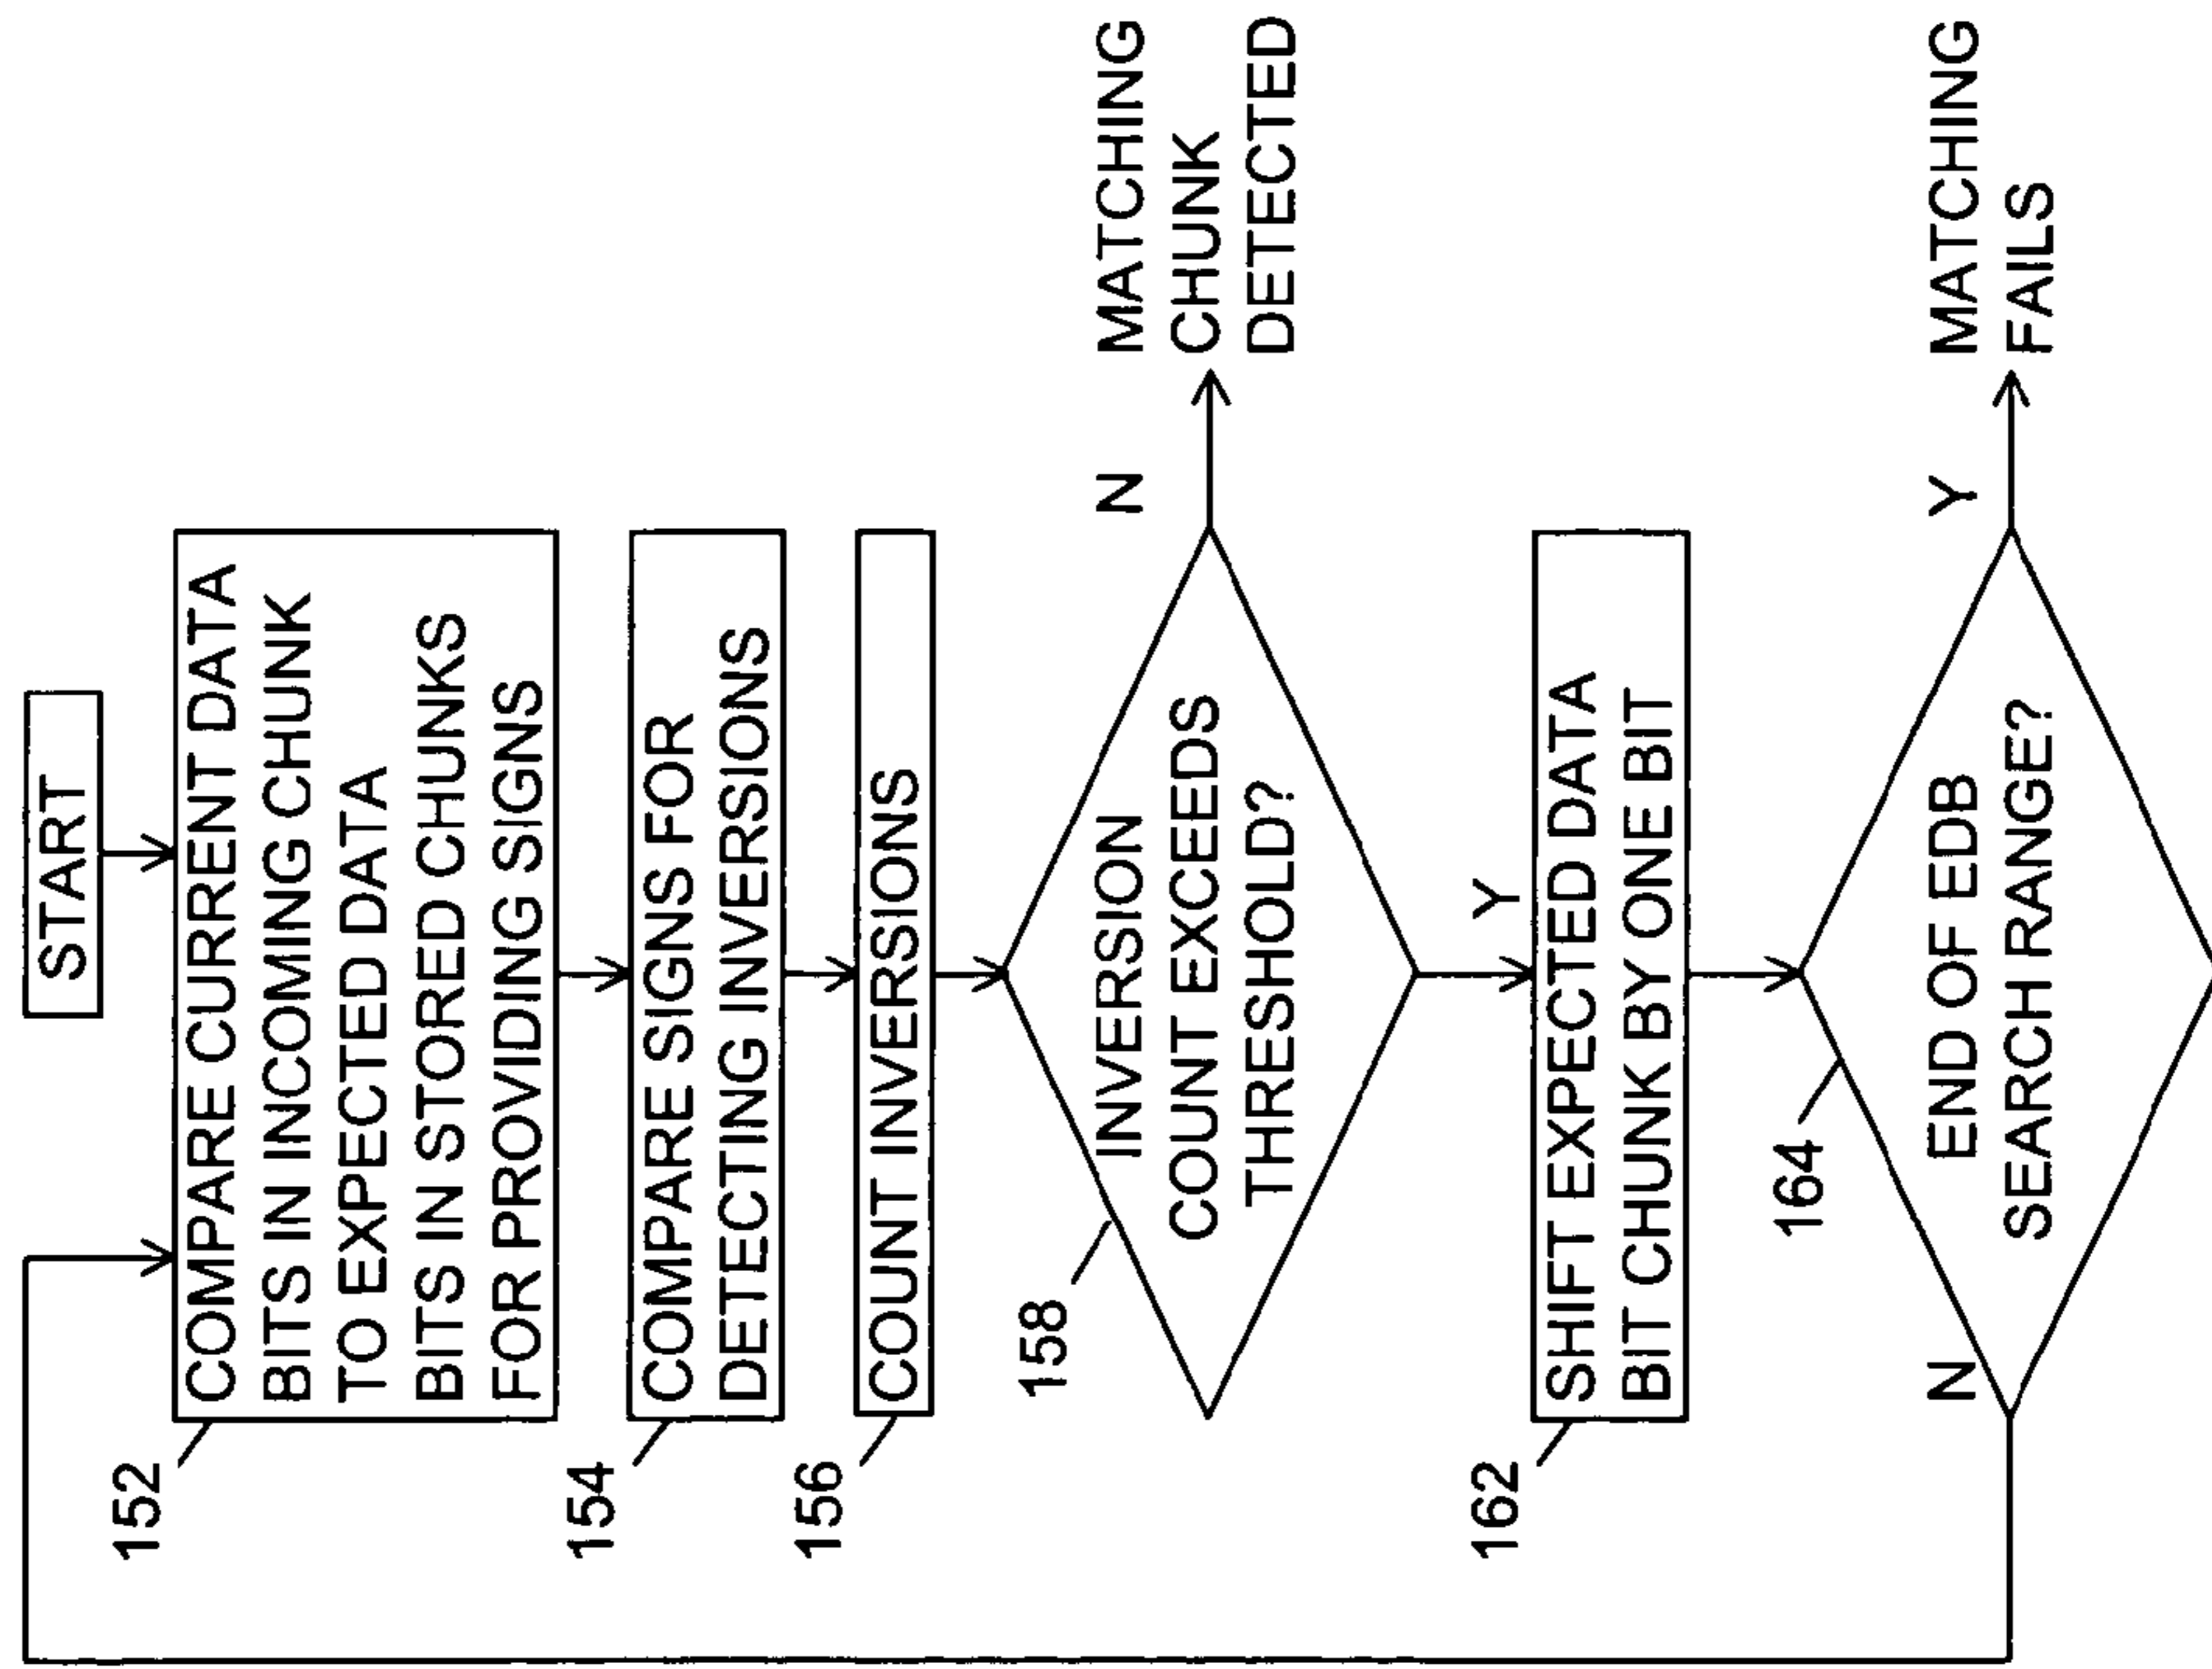 START
152
COMPARE CURRENT DATA
BITS IN INCOMING CHUNK
TO EXPECTED DATA
BITS IN STORED CHUNKS
FOR PROVIDING SIGNS
154
COMPARE SIGNS FOR
DETECTING INVERSIONS
156
COUNT INVERSIONS
158
INVERSION
COUNT EXCEEDS
THRESHOLD?
N
MATCHING
CHUNK
DETECTED
Y
162
SHIFT EXPECTED DATA
BIT CHUNK BY ONE BIT
164
N
END OF EDB
SEARCH RANGE?
Y
MATCHING
FAILS